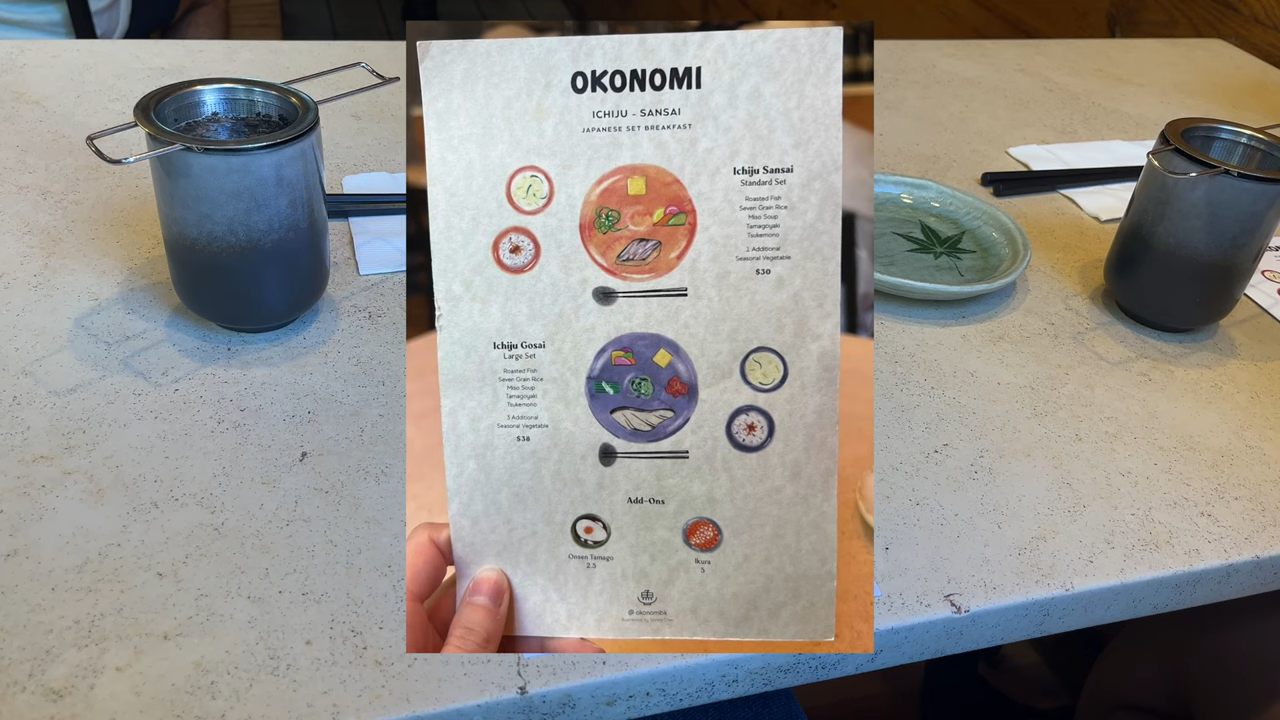 OKONOMI
ICHIJU - SANSAI
JAPANESE SET BREAKFAST
Ichiju Sansai
Standard Set
Roasted Fish
Seven Grain Rice
Miso Soup
Tamagoyaki
Tsukemono
2 Additional
Seasonal Vegetable
$30
Ichiju Gosai
Large Set
Roasted Fish
Seven Grain Rice
Miso Soup
Tamagoyaki
Tsukemono
3 Additional
Seasonal Vegetable
$38
Add-Ons
Onsen Tamago
2.5
Ikura
5
@okonomibk